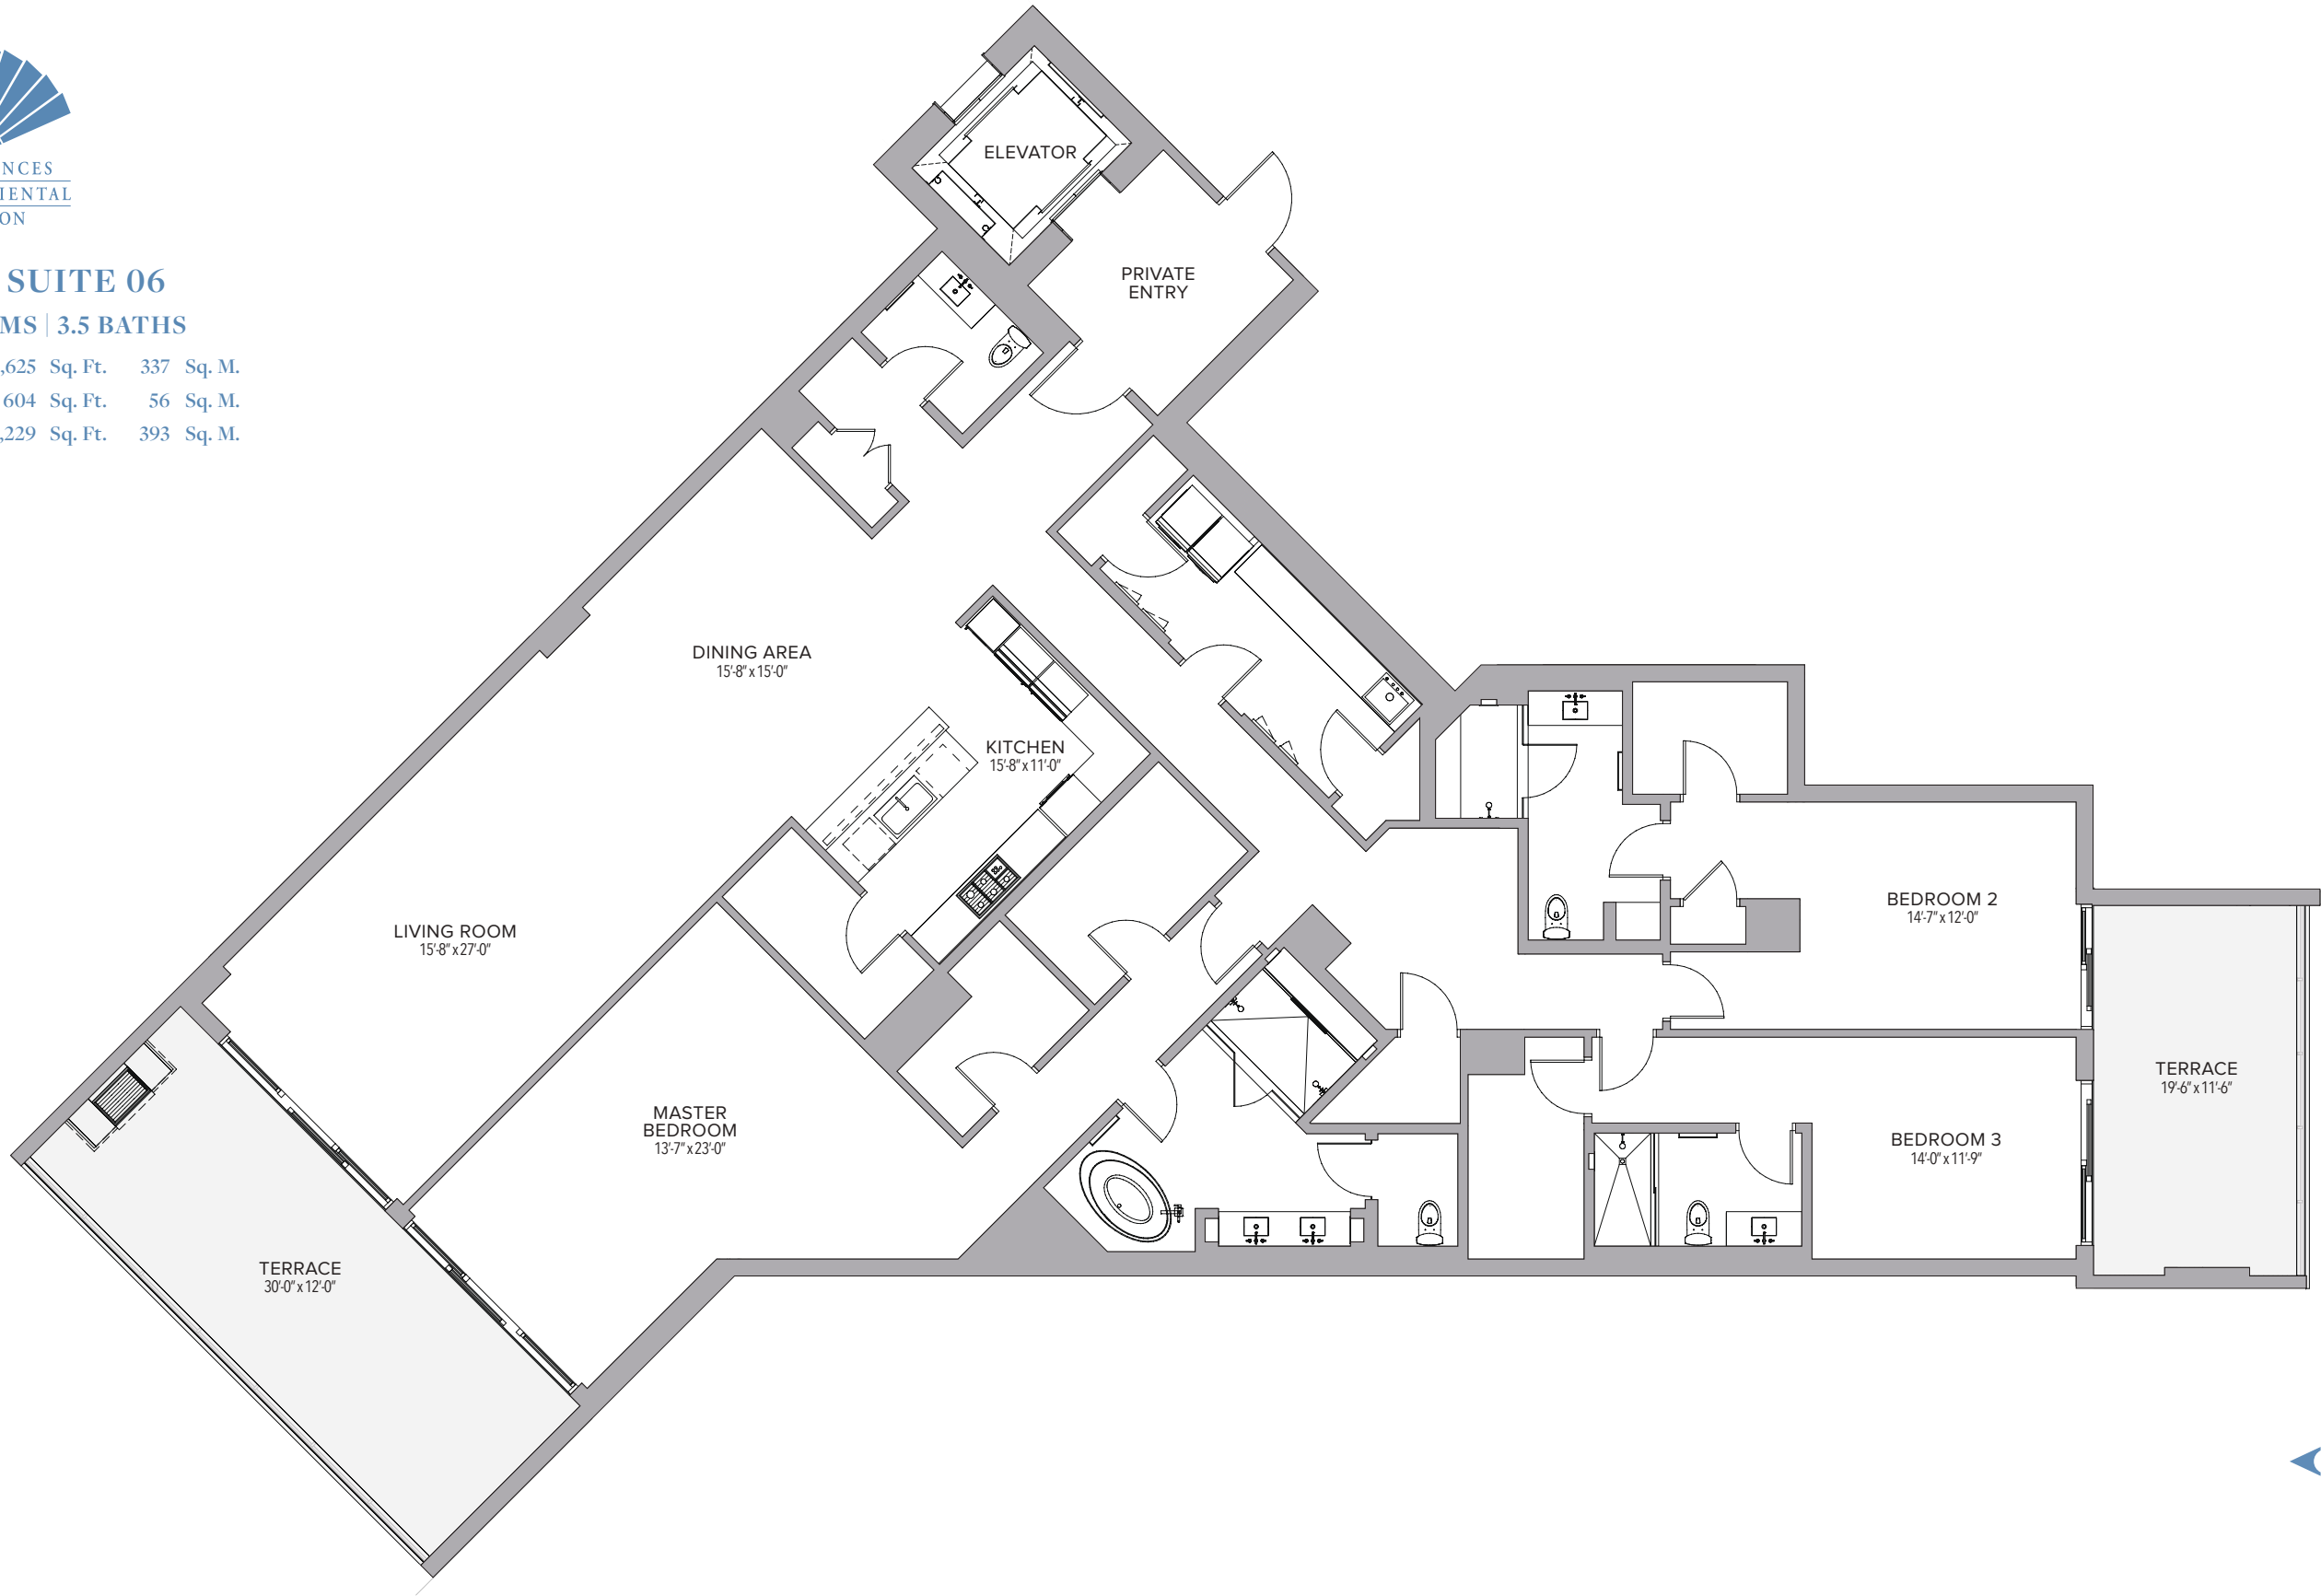 NCES
IENTAL
ON
SUITE 06
MS | 3.5 BATHS
,625 Sq. Ft. 337 Sq. M.
604 Sq. Ft. 56 Sq. M.
,229 Sq. Ft. 393 Sq. M.
ELEVATOR
PRIVATE
ENTRY
DINING AREA
15'-8" x 15'-0"
KITCHEN
15'-8" x 11'-0"
LIVING ROOM
15'-8" x 27'-0"
BEDROOM 2
14'-7" x 12'-0"
TERRACE
19'-6" x 11'-6"
MASTER
BEDROOM
13'-7" x 23'-0"
BEDROOM 3
14'-0" x 11'-9"
TERRACE
30'-0" x 12'-0"